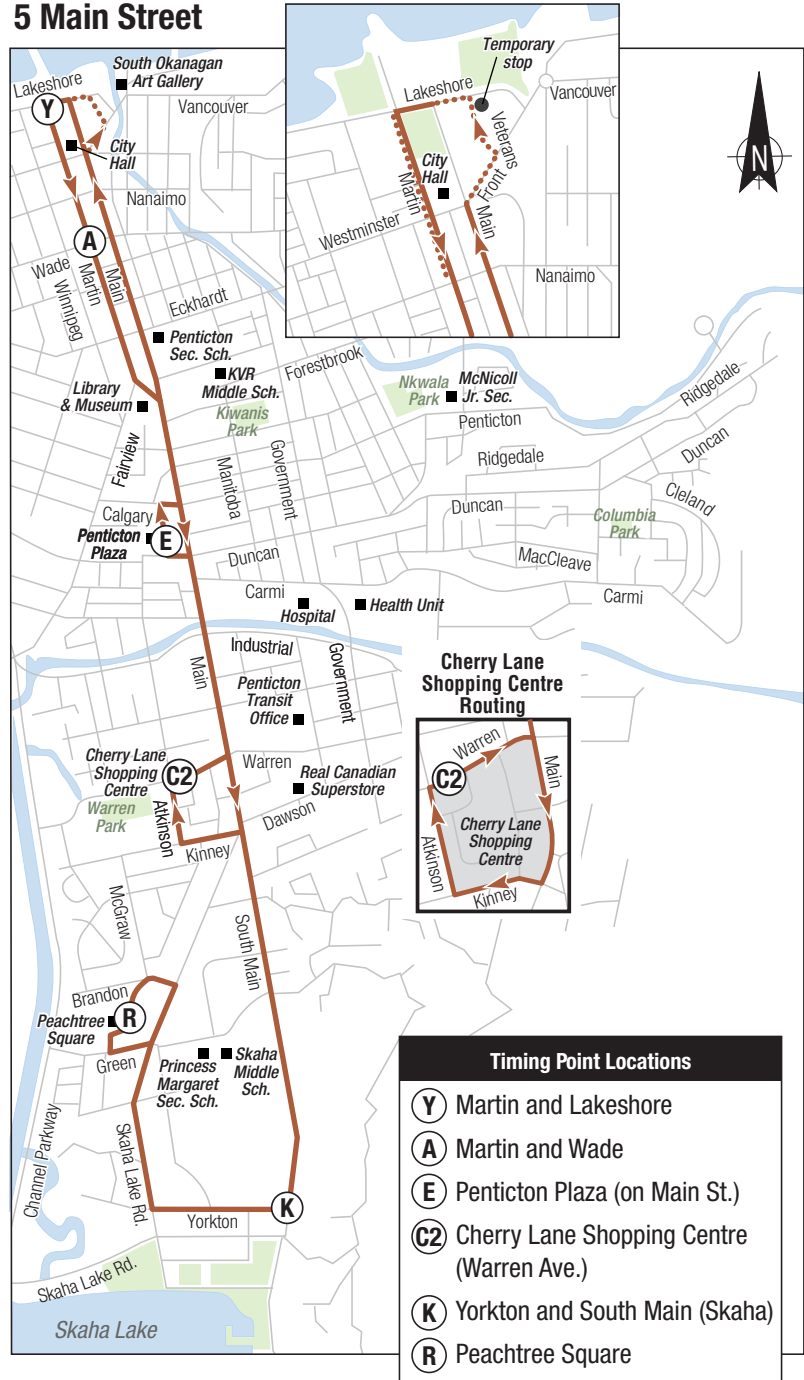 5 Main Street
South Okanagan
Art Gallery
Lakeshore
Vancouver
Y
City
Hall
Nanaimo
A
Wade
Martin
Main
Winnipeg
Eckhardt
Penticton
Sec. Sch.
KVR
Middle Sch.
Forestbrook
Library
& Museum
Kiwanis
Park
Nkwala
Park
McNicoll
Jr. Sec.
Penticton
Ridgedale
Ridgedale
Duncan
Fairview
Manitoba
Government
Cleland
Calgary
Duncan
Columbia
Park
Penticton
Plaza
E
Duncan
MacCleave
Carmi
Carmi
Hospital
Health Unit
Industrial
Government
Main
Penticton
Transit
Office
Cherry Lane
Shopping
Centre
C2
Warren
Real Canadian
Superstore
Warren
Park
Atkinson
Dawson
Kinney
McGraw
South Main
Brandon
Peachtree
Square
R
Green
Princess
Margaret
Sec. Sch.
Skaha
Middle
Sch.
Channel Parkway
Skaha Lake Rd.
K
Yorkton
Skaha Lake Rd.
Skaha Lake
Temporary
stop
Lakeshore
Vancouver
Veterans
City
Hall
Front
Martin
Main
Westminster
Nanaimo
N
Cherry Lane
Shopping Centre
Routing
Warren
C2
Main
Cherry Lane
Shopping
Centre
Atkinson
Kinney
Timing Point Locations
Y Martin and Lakeshore
A Martin and Wade
E Penticton Plaza (on Main St.)
C2 Cherry Lane Shopping Centre
(Warren Ave.)
K Yorkton and South Main (Skaha)
R Peachtree Square